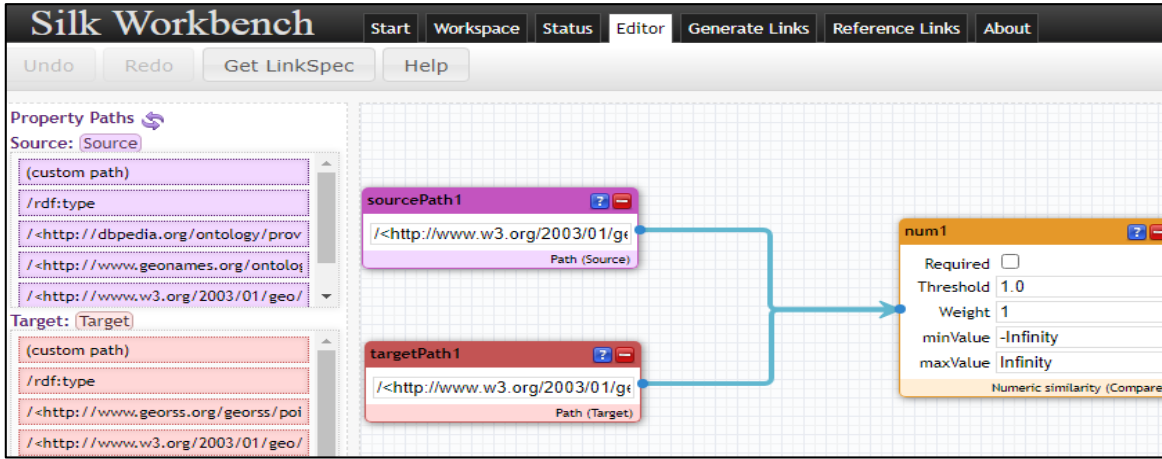 Silk Workbench
Start Workspace Status Editor Generate Links Reference Links About
Undo Redo Get LinkSpec Help
Property Paths
Source: Source
(custom path)
/rdf:type
/<http://dbpedia.org/ontology/prov
/<http://www.geonames.org/ontolog
/<http://www.w3.org/2003/01/geo/
Target: Target
(custom path)
/rdf:type
/<http://www.georss.org/georss/poi
/<http://www.w3.org/2003/01/geo/
sourcePath1 ?
/<http://www.w3.org/2003/01/ge
Path (Source)
targetPath1 ?
/<http://www.w3.org/2003/01/ge
Path (Target)
num1 ?
Required
Threshold 1.0
Weight 1
minValue -Infinity
maxValue Infinity
Numeric similarity (Compare